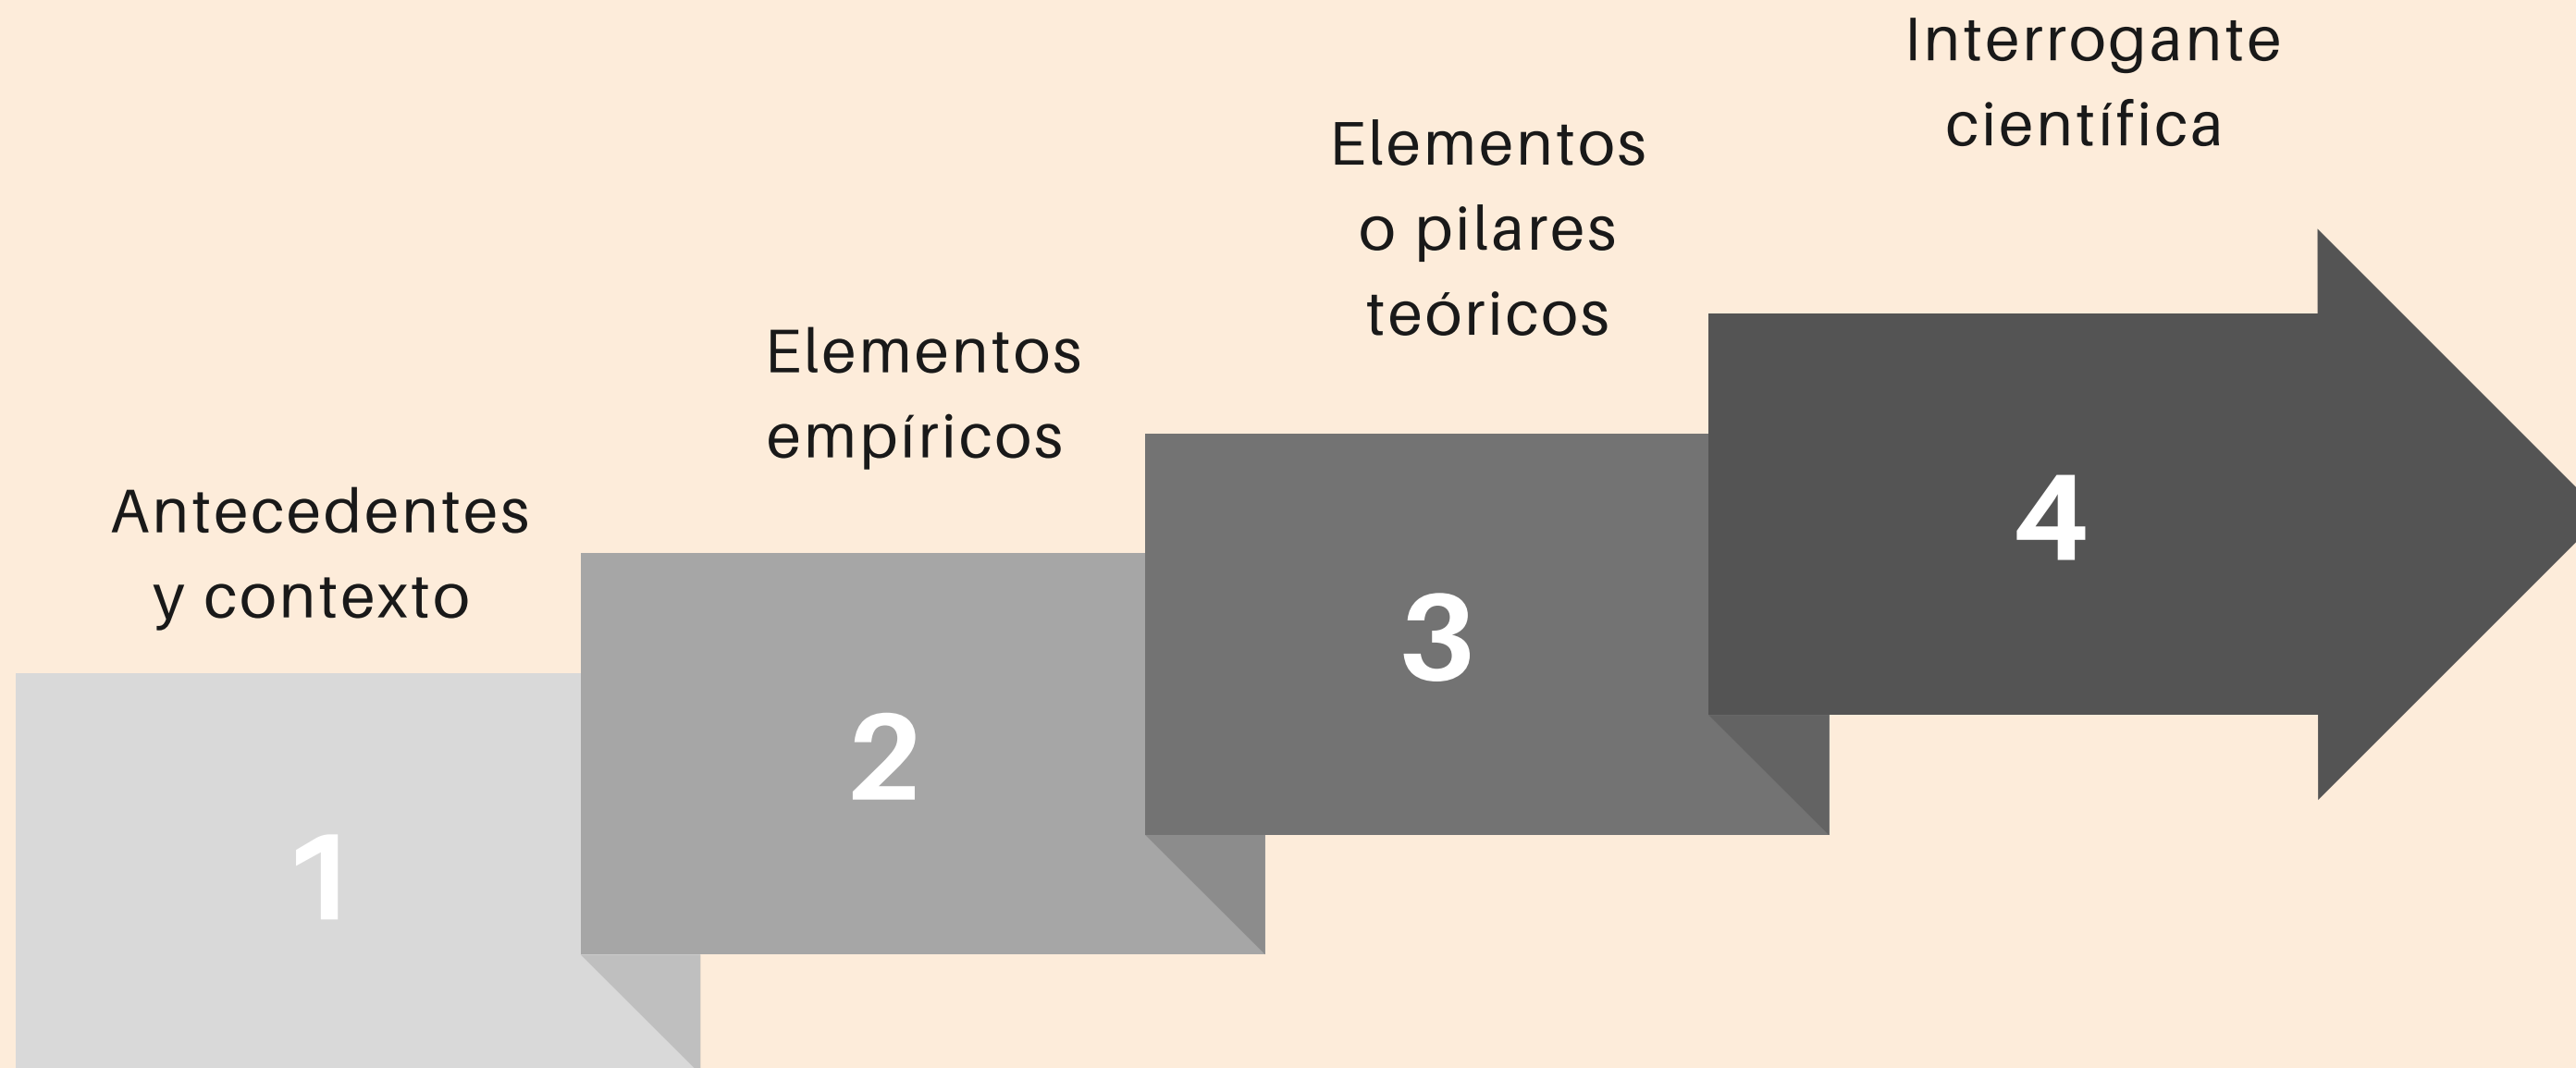 Antecedentes
y contexto
1
Elementos
empíricos
2
Elementos
o pilares
teóricos
3
Interrogante
científica
4